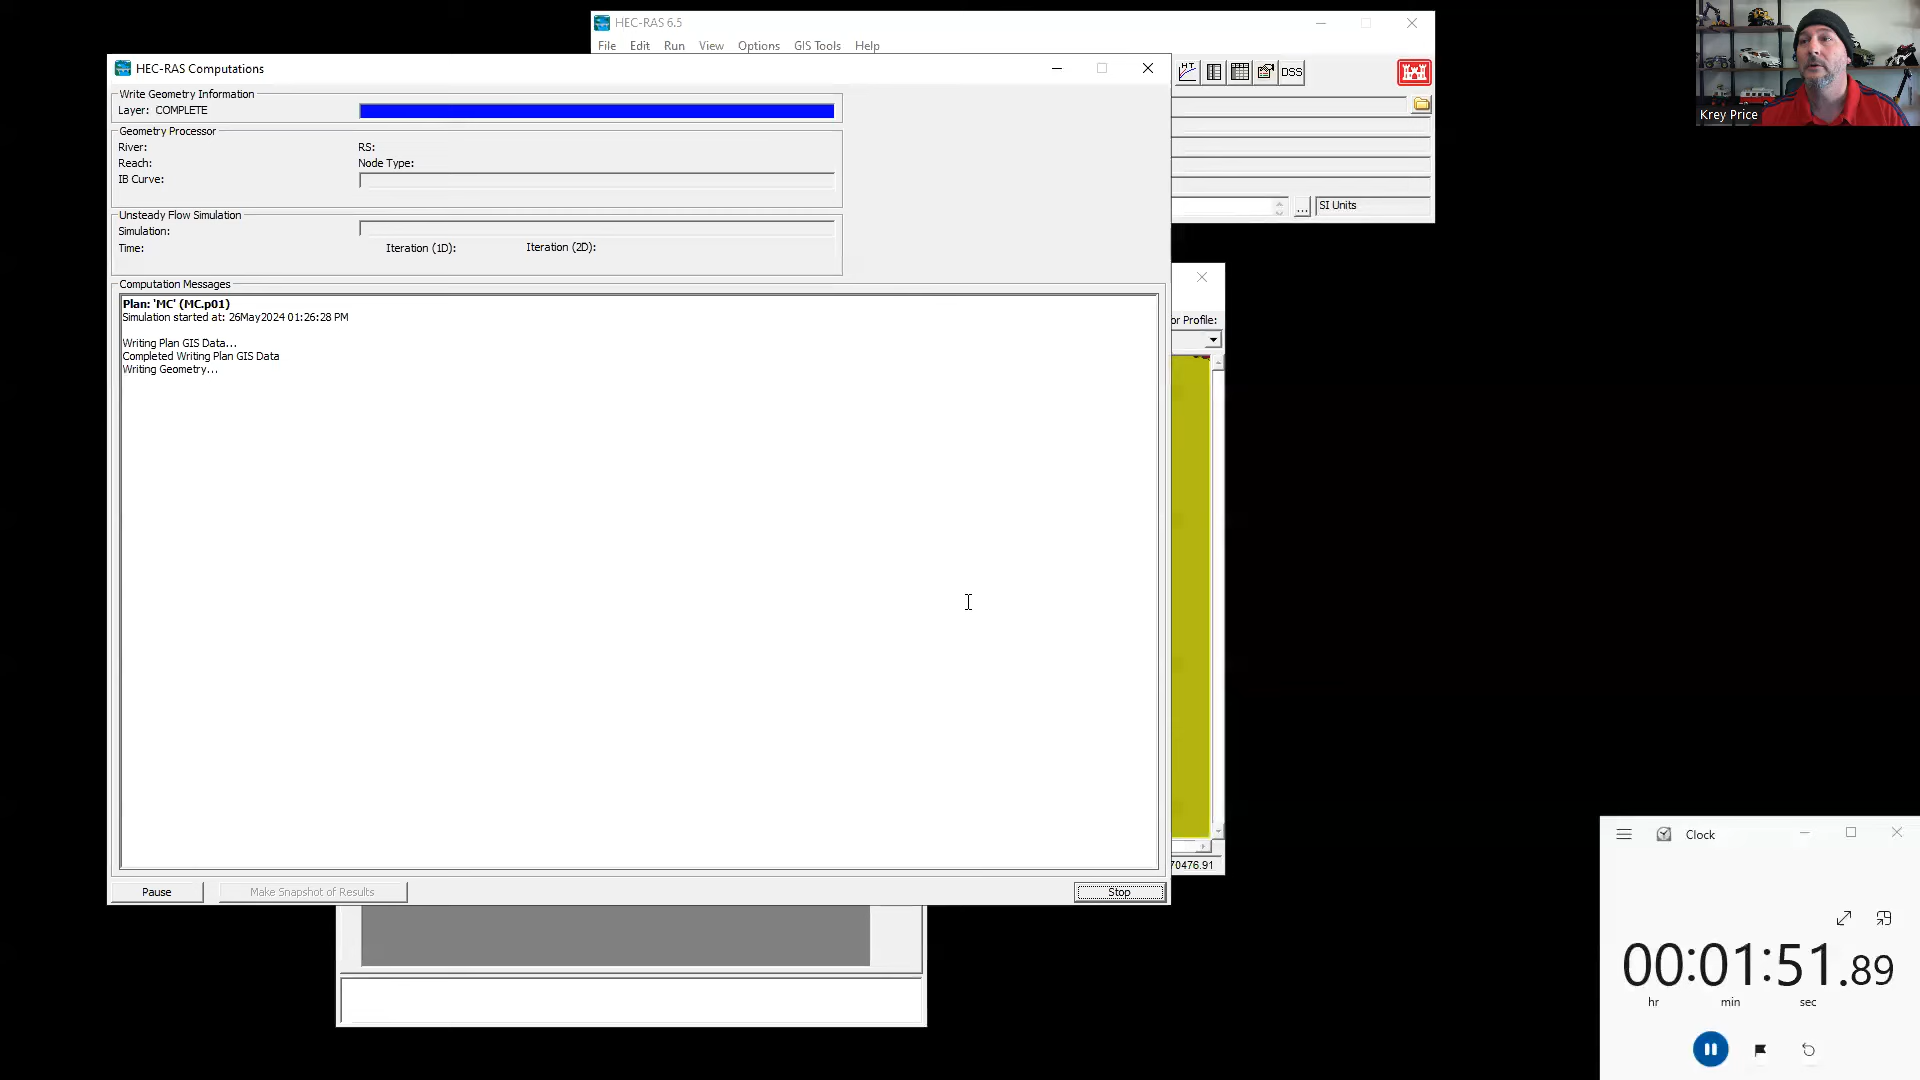 HEC-RAS 6.5
File Edit Run View Options GIS Tools Help
HEC-RAS Computations
DSS
Krey Price
Write Geometry Information
Layer: COMPLETE
Geometry Processor
River: RS:
Reach: Node Type:
IB Curve:
SI Units
...
Unsteady Flow Simulation
Simulation:
Time: Iteration (1D): Iteration (2D):
Computation Messages
Plan: 'MC' (MC.p01)
Simulation started at: 26May2024 01:26:28 PM
or Profile:
Writing Plan GIS Data...
Completed Writing Plan GIS Data
Writing Geometry...
Clock
70476.91
Pause Make Snapshot of Results Stop
00:01:51.89
hr min sec